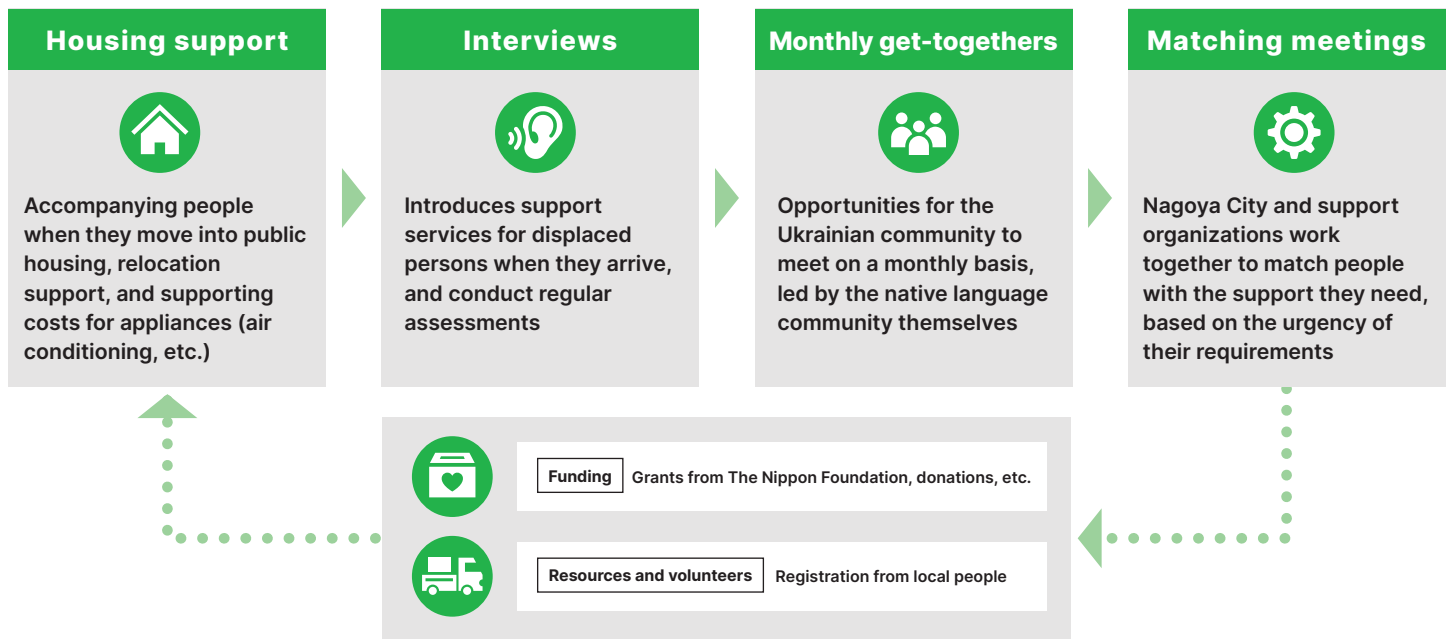 Housing support
Accompanying people
when they move into public
housing, relocation
support, and supporting
costs for appliances (air
conditioning, etc.)
Interviews
Introduces support
services for displaced
persons when they arrive,
and conduct regular
assessments
Monthly get-togethers
Opportunities for the
Ukrainian community to
meet on a monthly basis,
led by the native language
community themselves
Matching meetings
Nagoya City and support
organizations work
together to match people
with the support they need,
based on the urgency of
their requirements
Funding Grants from The Nippon Foundation, donations, etc.
Resources and volunteers Registration from local people